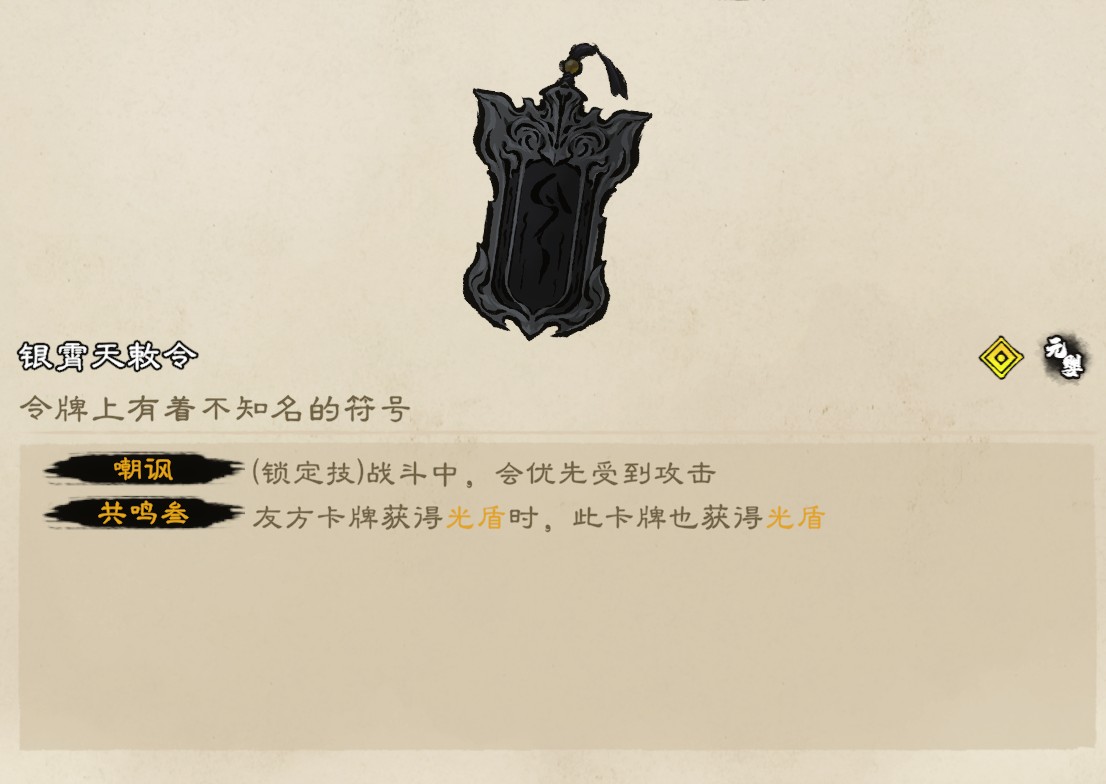 银霄天敕令
元婴
令牌上有着不知名的符号
嘲讽 (锁定技)战斗中，会优先受到攻击
共鸣叁 友方卡牌获得光盾时，此卡牌也获得光盾